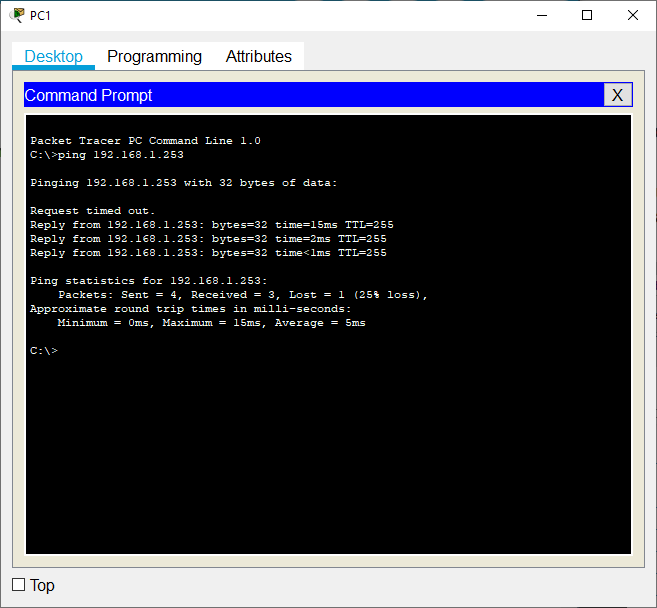 PC1
Desktop Programming Attributes
Command Prompt X
Packet Tracer PC Command Line 1.0
C:\>ping 192.168.1.253
Pinging 192.168.1.253 with 32 bytes of data:
Request timed out.
Reply from 192.168.1.253: bytes=32 time=15ms TTL=255
Reply from 192.168.1.253: bytes=32 time=2ms TTL=255
Reply from 192.168.1.253: bytes=32 time<1ms TTL=255
Ping statistics for 192.168.1.253:
Packets: Sent = 4, Received = 3, Lost = 1 (25% loss),
Approximate round trip times in milli-seconds:
Minimum = 0ms, Maximum = 15ms, Average = 5ms
C:\>
Top